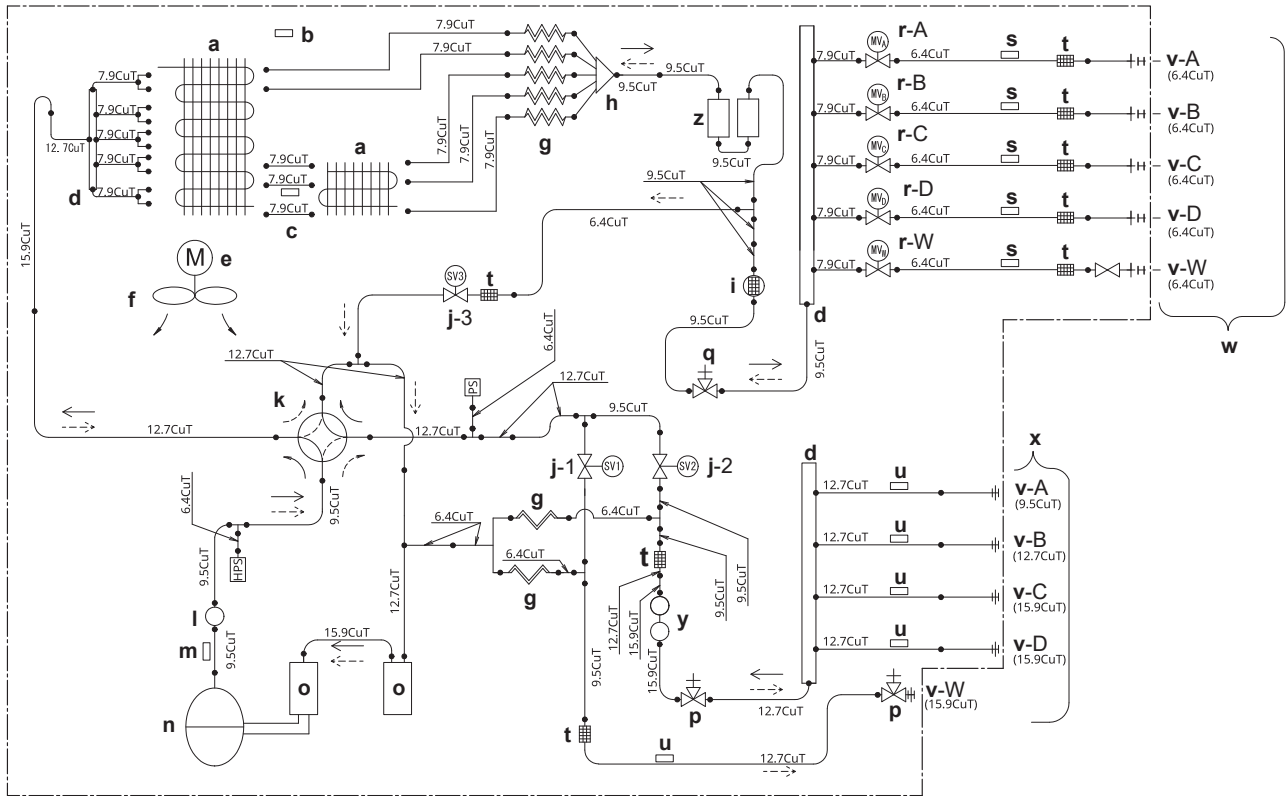 a
b
7.9CuT
7.9CuT
7.9CuT
7.9CuT
7.9CuT
7.9CuT
7.9CuT
12.70uT
d
15.9CuT
7.9CuT
7.9CuT
7.9CuT
c
a
7.9CuT
7.9CuT
7.9CuT
g
h
9.5CuT
9.5CuT
z
9.5CuT
9.5CuT
6.4CuT
i
SV3
j-3
t
M
e
f
r-A
MVA
7.9CuT
6.4CuT
s
t
v-A
(6.4CuT)
r-B
MVB
7.9CuT
6.4CuT
s
t
v-B
(6.4CuT)
r-C
MVC
7.9CuT
6.4CuT
s
t
v-C
(6.4CuT)
r-D
MVD
7.9CuT
6.4CuT
s
t
v-D
(6.4CuT)
r-W
MVW
7.9CuT
6.4CuT
s
t
v-W
(6.4CuT)
w
d
9.5CuT
9.5CuT
q
12.7CuT
k
12.7CuT
12.7CuT
PS
6.4CuT
12.7CuT
9.5CuT
j-1
SV1
SV2
j-2
6.4CuT
HPS
9.5CuT
9.5CuT
l
m
9.5CuT
n
15.9CuT
o
o
12.7CuT
6.4CuT
g
6.4CuT
6.4CuT
g
t
9.5CuT
9.5CuT
12.7CuT
15.9CuT
y
9.5CuT
15.9CuT
p
12.7CuT
t
u
12.7CuT
d
x
12.7CuT
u
v-A
(9.5CuT)
12.7CuT
u
v-B
(12.7CuT)
12.7CuT
u
v-C
(15.9CuT)
12.7CuT
u
v-D
(15.9CuT)
p
v-W
(15.9CuT)